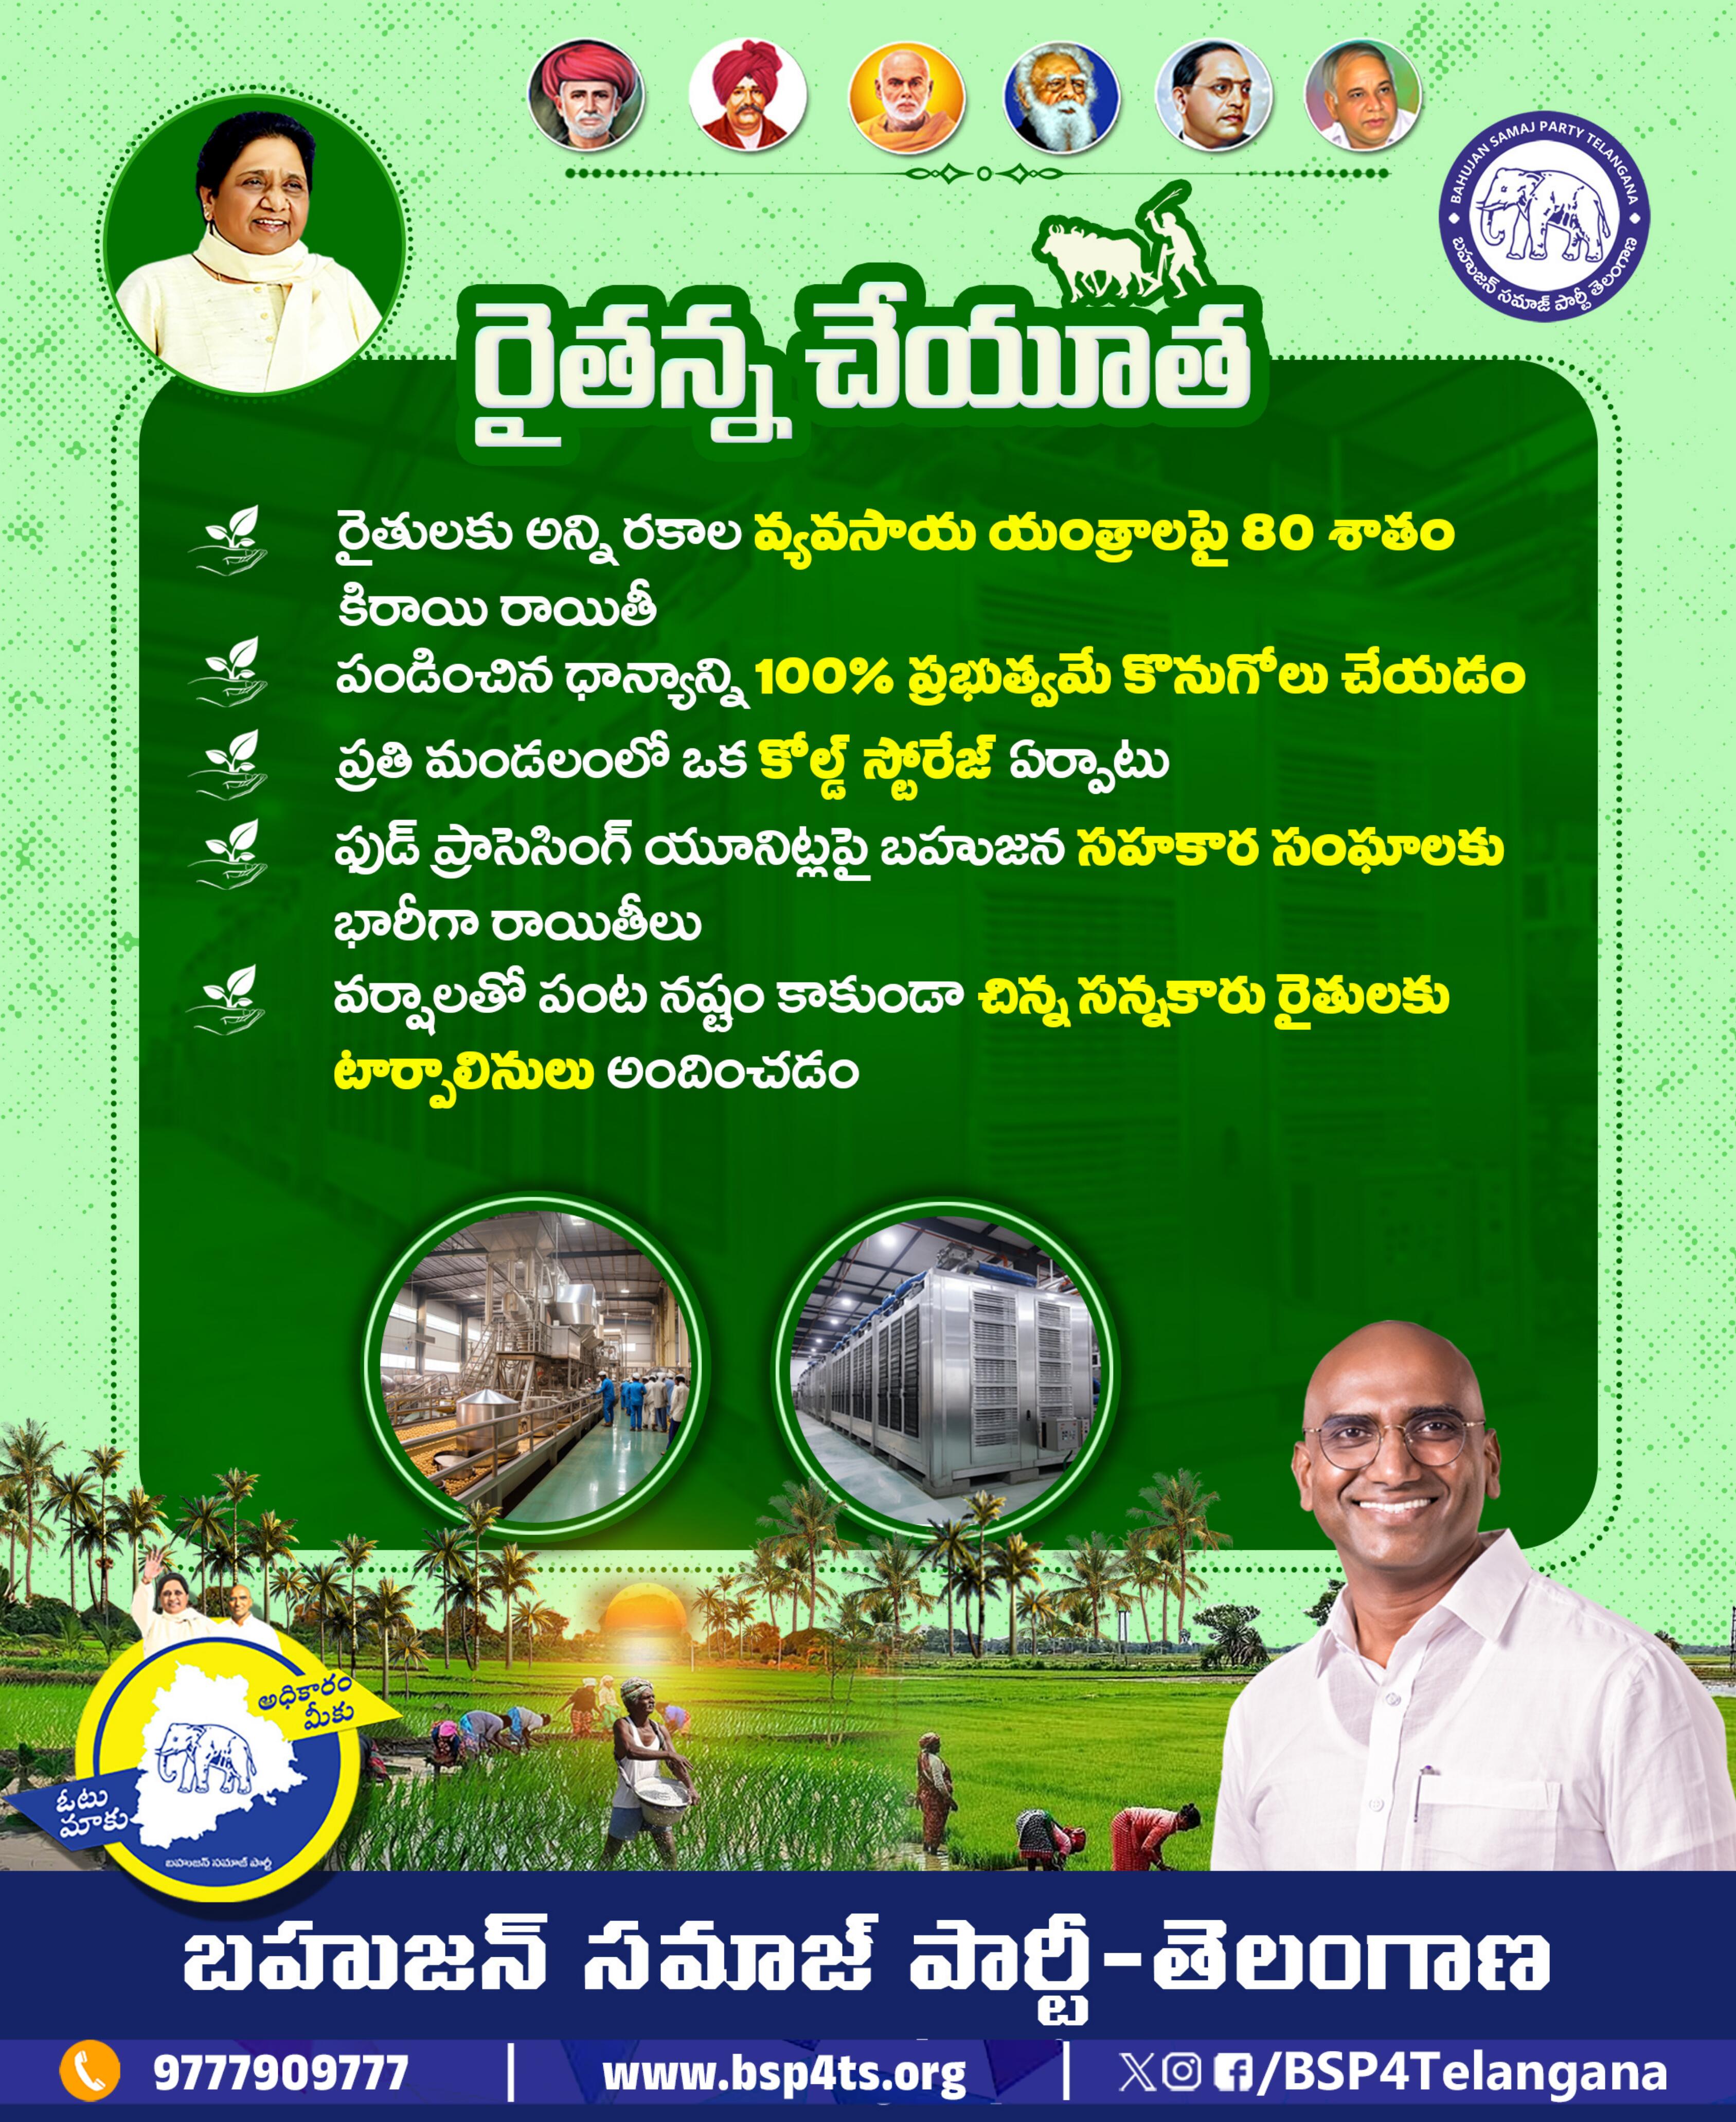 BAHUJAN SAMAJ PARTY TELANGANA
బహుజన్ సమాజ్ పార్టీ తెలంగాణ
రైతన్న చేయూత
రైతులకు అన్ని రకాల వ్యవసాయ యంత్రాలపై 80 శాతం
కిరాయి రాయితీ
పండించిన ధాన్యాన్ని 100% ప్రభుత్వమే కొనుగోలు చేయడం
ప్రతి మండలంలో ఒక కోల్డ్ స్టోరేజ్ ఏర్పాటు
ఫుడ్ ప్రాసెసింగ్ యూనిట్లపై బహుజన సహకార సంఘాలకు
భారీగా రాయితీలు
వర్షాలతో పంట నష్టం కాకుండా చిన్న సన్నకారు రైతులకు
టార్పాలినులు అందించడం
అధికారం
మీకు
ఓటు
మాకు
బహుజన్ సమాజ్ పార్టీ
బహుజన్ సమాజ్ పార్టీ-తెలంగాణ
9777909777 | www.bsp4ts.org | /BSP4Telangana